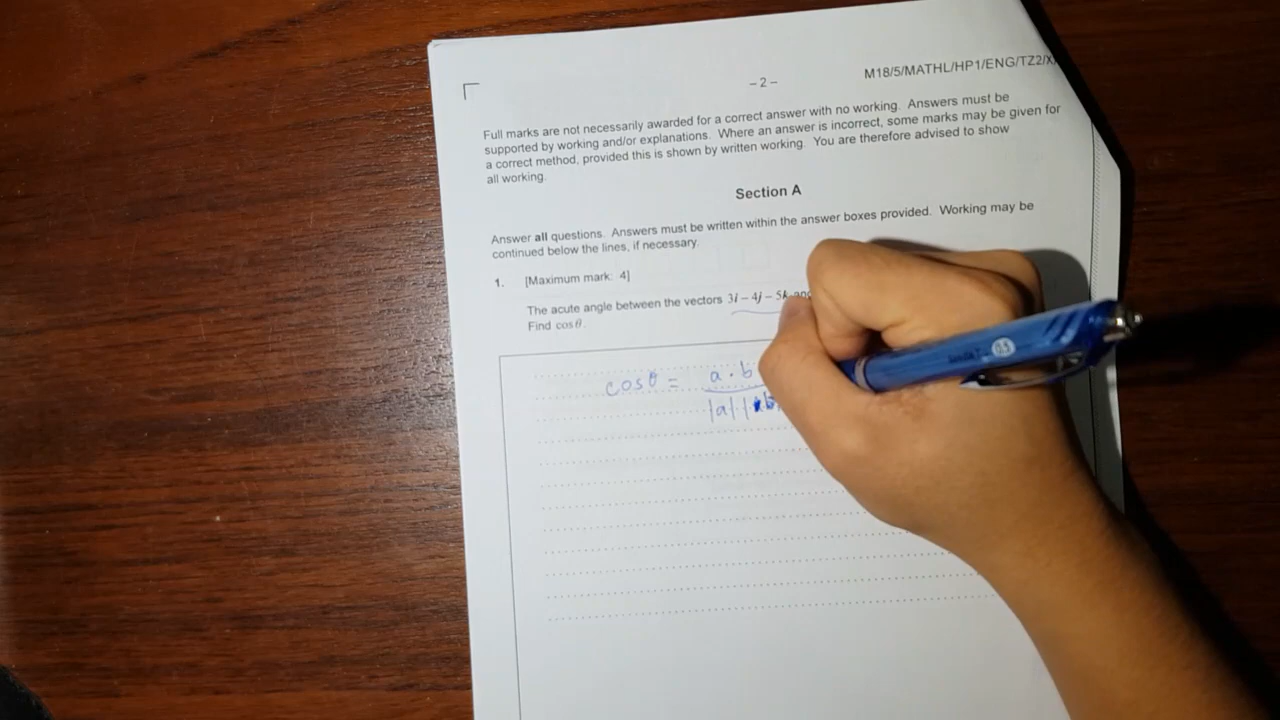 – 2 –
M18/5/MATHL/HP1/ENG/TZ2/X
Full marks are not necessarily awarded for a correct answer with no working. Answers must be
supported by working and/or explanations. Where an answer is incorrect, some marks may be given for
a correct method, provided this is shown by written working. You are therefore advised to show
all working.
Section A
Answer all questions. Answers must be written within the answer boxes provided. Working may be
continued below the lines, if necessary.
1. [Maximum mark: 4]
The acute angle between the vectors 3i – 4j – 5k and
Find cosθ.
cosθ = a · b
|a| |b
0.5